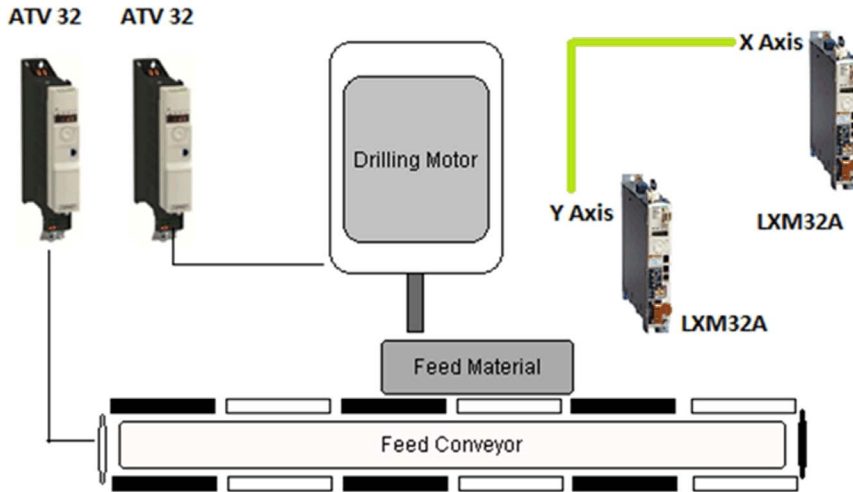 ATV 32
ATV 32
X Axis
Drilling Motor
Y Axis
LXM32A
LXM32A
Feed Material
Feed Conveyor